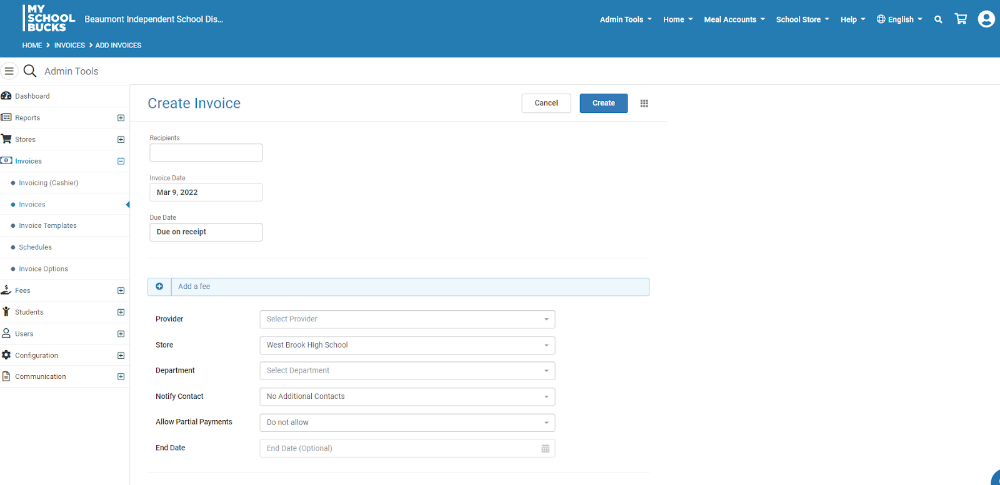 MY
SCHOOL
BUCKS
Beaumont Independent School Dis...
Admin Tools
Home
Meal Accounts
School Store
Help
English
HOME > INVOICES > ADD INVOICES
Admin Tools
Dashboard
Reports
Stores
Invoices
Invoicing (Cashier)
Invoices
Invoice Templates
Schedules
Invoice Options
Fees
Students
Users
Configuration
Communication
Create Invoice
Cancel
Create
Recipients
Invoice Date
Mar 9, 2022
Due Date
Due on receipt
Add a fee
Provider
Select Provider
Store
West Brook High School
Department
Select Department
Notify Contact
No Additional Contacts
Allow Partial Payments
Do not allow
End Date
End Date (Optional)